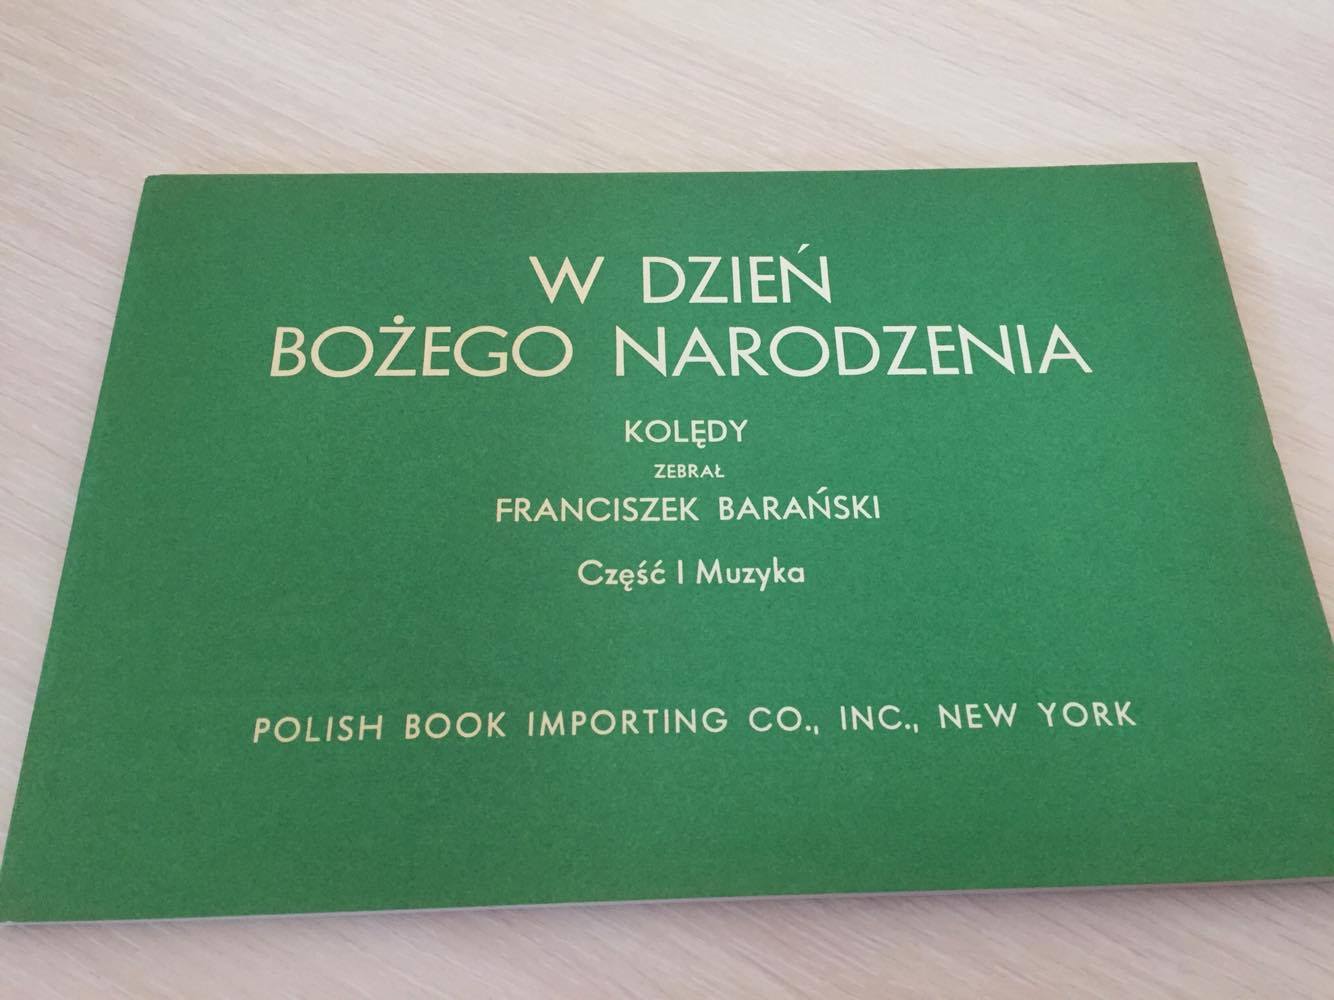 W DZIEŃ
BOŻEGO NARODZENIA
KOLĘDY
ZEBRAŁ
FRANCISZEK BARAŃSKI
Część I Muzyka
POLISH BOOK IMPORTING CO., INC., NEW YORK